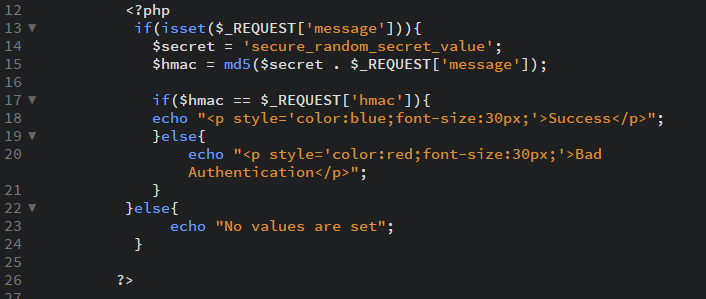 12 <?php
13 ▼ if(isset($_REQUEST['message'])){
14 $secret = 'secure_random_secret_value';
15 $hmac = md5($secret . $_REQUEST['message']);
16
17 ▼ if($hmac == $_REQUEST['hmac']){
18 echo "<p style='color:blue;font-size:30px;'>Success</p>";
19 ▼ }else{
20 echo "<p style='color:red;font-size:30px;'>Bad
Authentication</p>";
21 }
22 ▼ }else{
23 echo "No values are set";
24 }
25
26 ?>
27